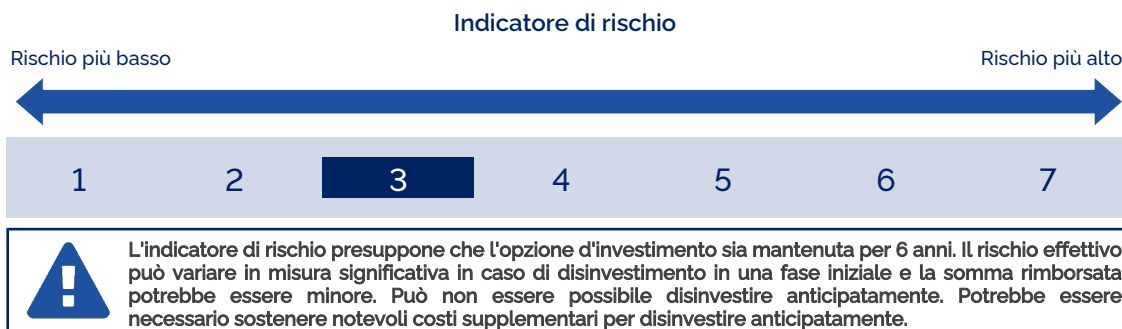 Indicatore di rischio
Rischio più basso
Rischio più alto
1 2 3 4 5 6 7
L'indicatore di rischio presuppone che l'opzione d'investimento sia mantenuta per 6 anni. Il rischio effettivo
può variare in misura significativa in caso di disinvestimento in una fase iniziale e la somma rimborsata
potrebbe essere minore. Può non essere possibile disinvestire anticipatamente. Potrebbe essere
necessario sostenere notevoli costi supplementari per disinvestire anticipatamente.